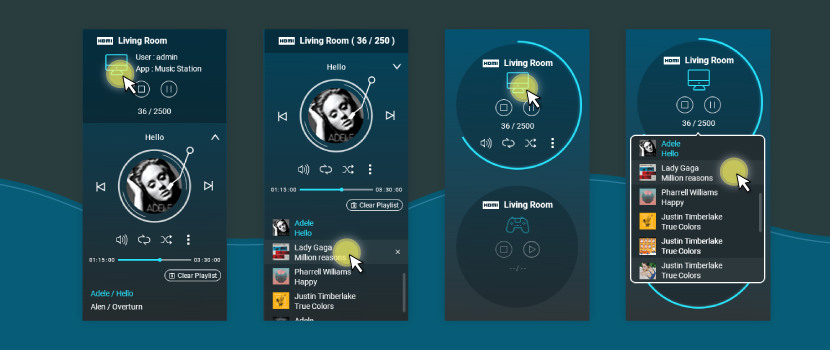 HDMI Living Room
User : admin
App : Music Station
36 / 2500
Hello
ADELE
01:15:00 03:30:00
Clear Playlist
Adele / Hello
Alen / Overturn
HDMI Living Room ( 36 / 250 )
Hello
ADELE
01:15:00 03:30:00
Clear Playlist
Adele
Hello
Lady Gaga
Million reasons
Pharrell Williams
Happy
Justin Timberlake
True Colors
Adele
HDMI Living Room
36 / 2500
HDMI Living Room
--/--
HDMI Living Room
36 / 2500
Adele
Hello
Lady Gaga
Million reasons
Pharrell Williams
Happy
Justin Timberlake
True Colors
Justin Timberlake
True Colors
Justin Timberlake
True Colors